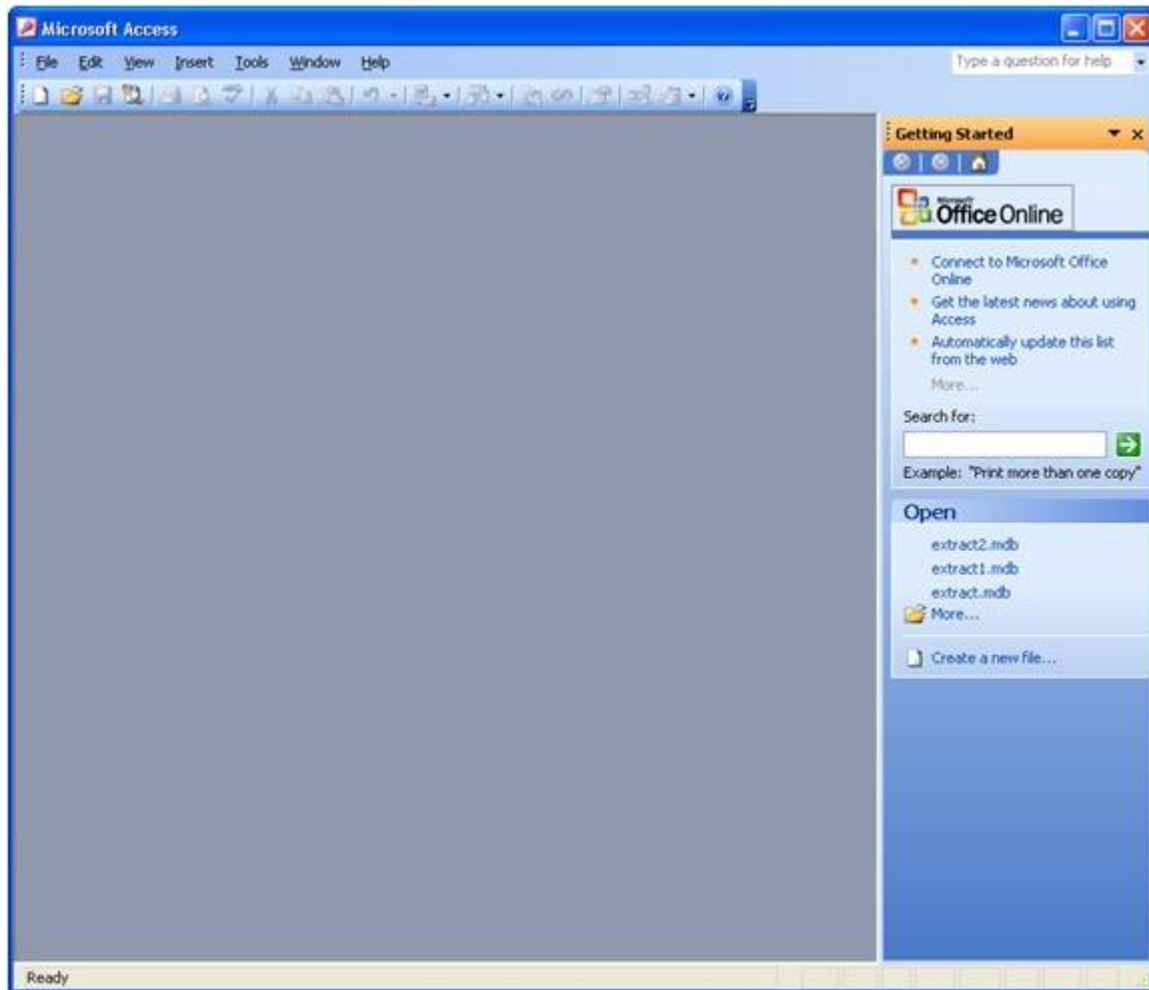 Microsoft Access
File Edit View Insert Tools Window Help
Type a question for help
Getting Started
Microsoft
Office Online
Connect to Microsoft Office
Online
Get the latest news about using
Access
Automatically update this list
from the web
More...
Search for:
Example: "Print more than one copy"
Open
extract2.mdb
extract1.mdb
extract.mdb
More...
Create a new file...
Ready